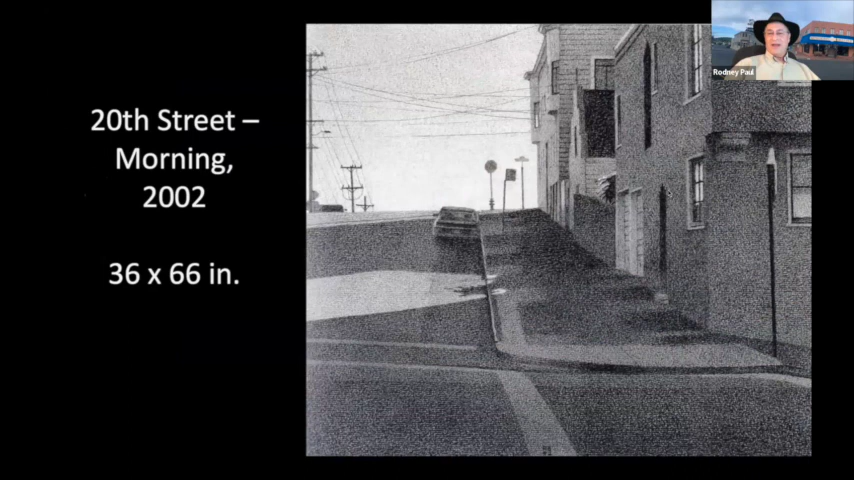 20th Street –
Morning,
2002
36 x 66 in.
Rodney Paul